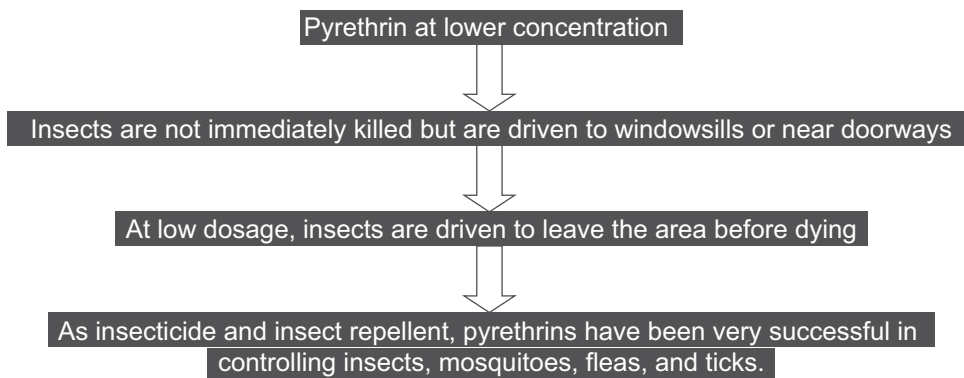 Pyrethrin at lower concentration
Insects are not immediately killed but are driven to windowsills or near doorways
At low dosage, insects are driven to leave the area before dying
As insecticide and insect repellent, pyrethrins have been very successful in
controlling insects, mosquitoes, fleas, and ticks.